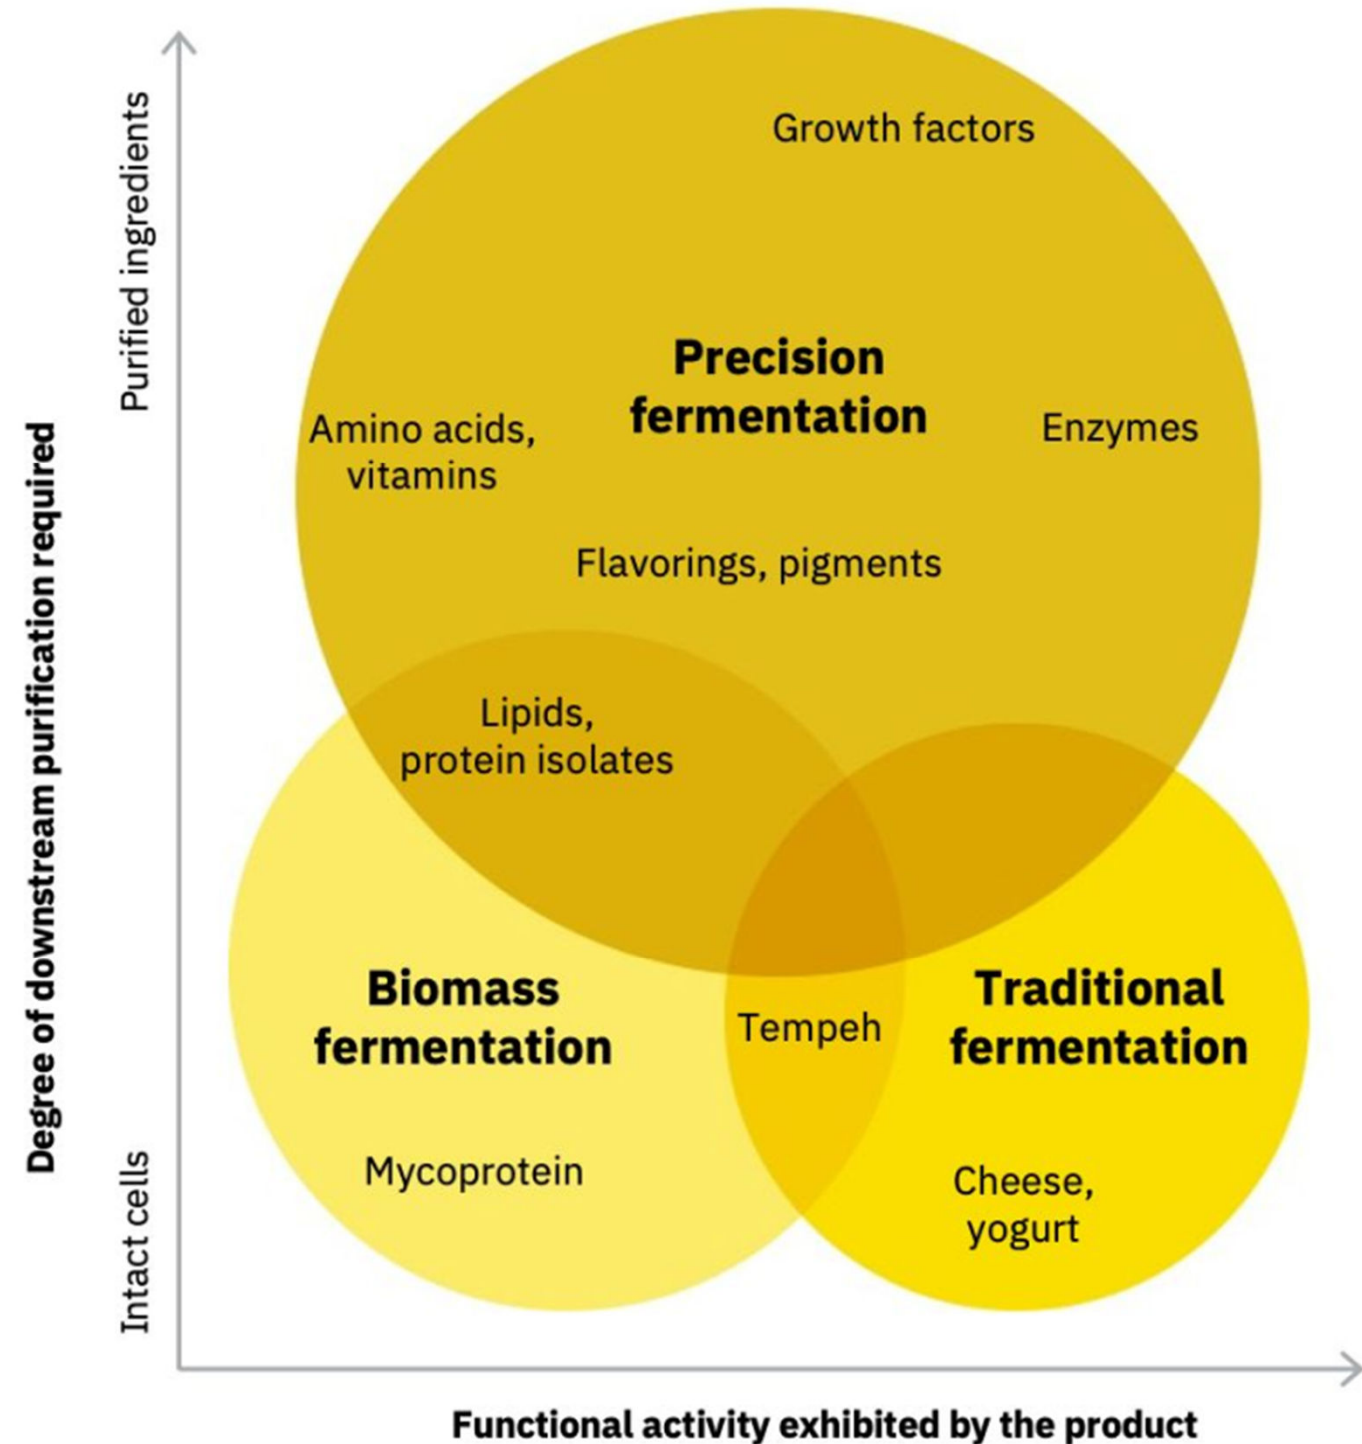 Growth factors
Purified ingredients
Precision
fermentation
Amino acids,
vitamins
Enzymes
Flavorings, pigments
Degree of downstream purification required
Lipids,
protein isolates
Biomass
fermentation
Tempeh
Traditional
fermentation
Mycoprotein
Cheese,
yogurt
Intact cells
Functional activity exhibited by the product